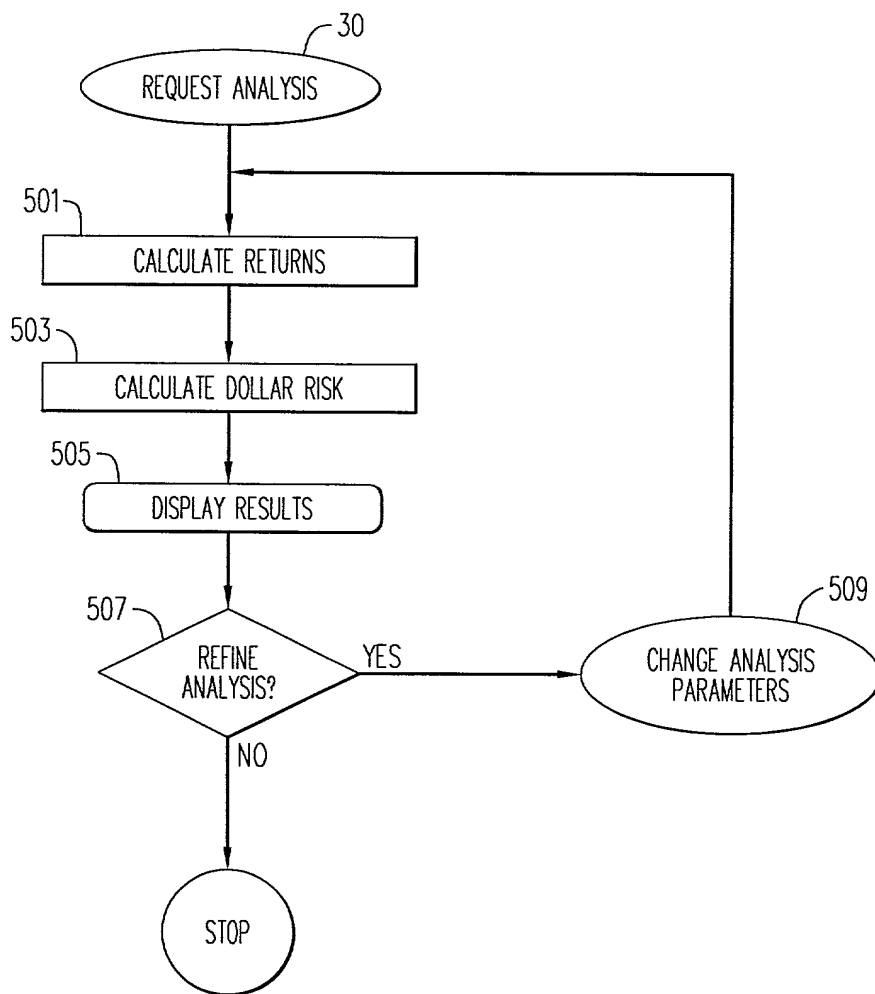 30
REQUEST ANALYSIS
501
CALCULATE RETURNS
503
CALCULATE DOLLAR RISK
505
DISPLAY RESULTS
507
REFINE
ANALYSIS?
YES
509
CHANGE ANALYSIS
PARAMETERS
NO
STOP